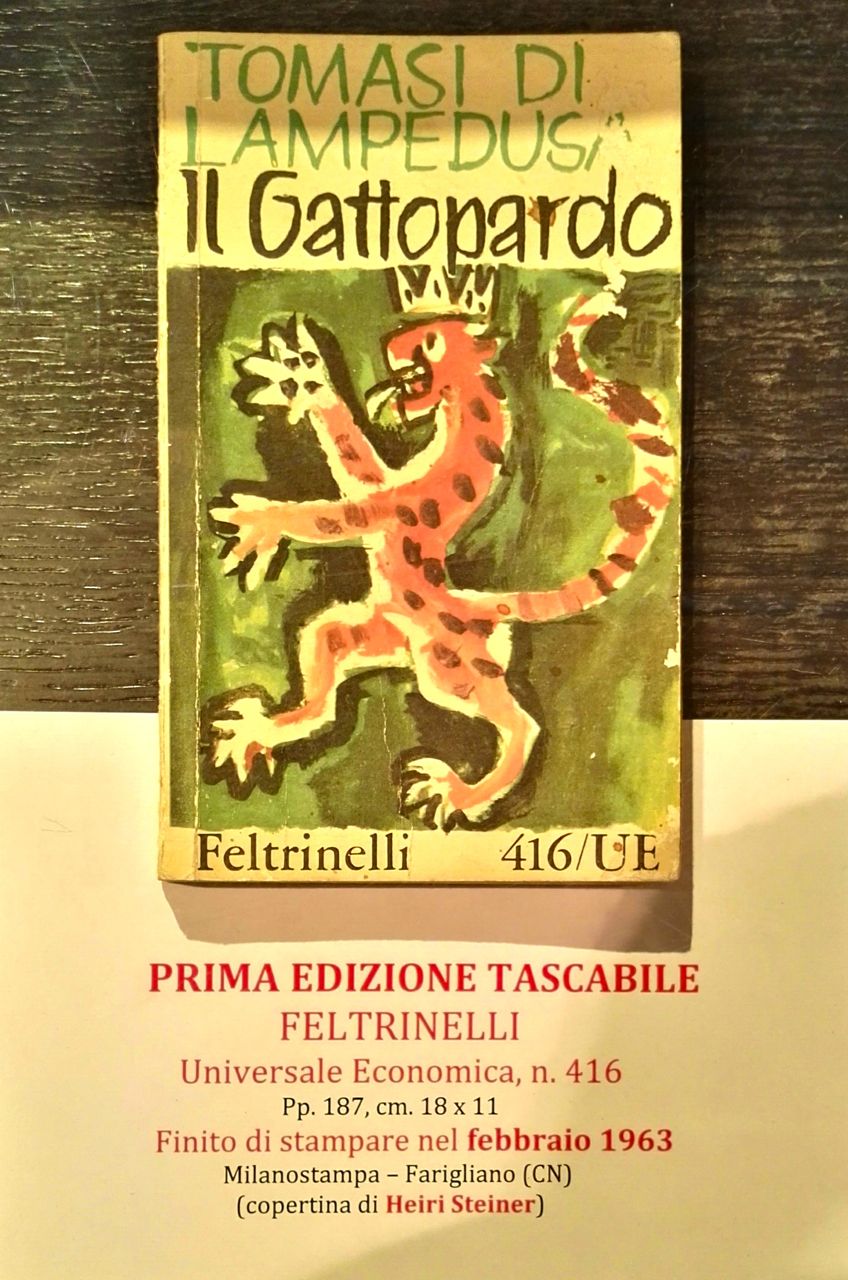 TOMASI DI
LAMPEDUSA
Il Gattopardo
Feltrinelli 416/UE
PRIMA EDIZIONE TASCABILE
FELTRINELLI
Universale Economica, n. 416
Pp. 187, cm. 18 x 11
Finito di stampare nel febbraio 1963
Milanostampa – Farigliano (CN)
(copertina di Heiri Steiner)